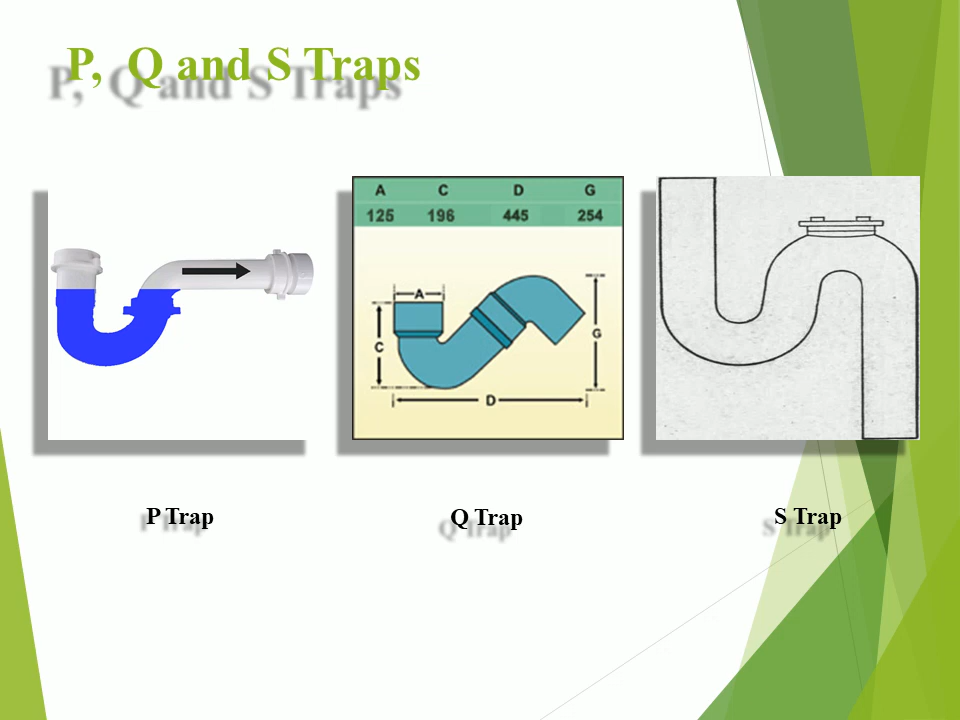 P, Q and S Traps
A C D G
125 196 445 254
A
C
G
D
P Trap
Q Trap
S Trap